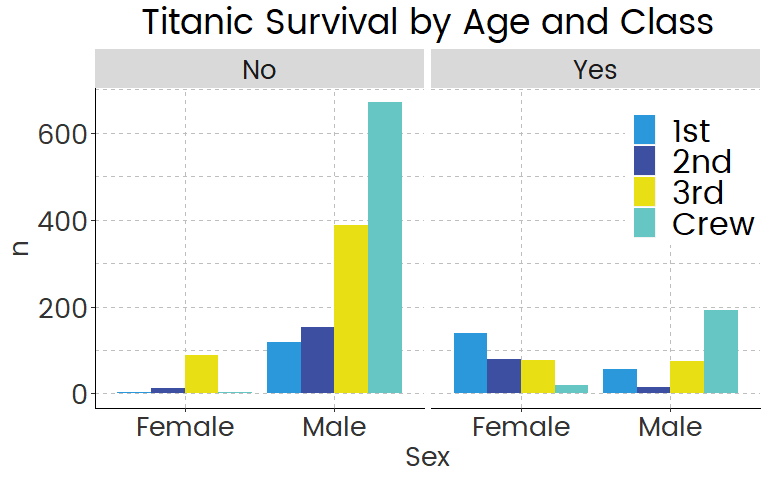 Titanic Survival by Age and Class
No Yes
1st
2nd
3rd
Crew
600
400
200
0
n
Female Male Female Male
Sex